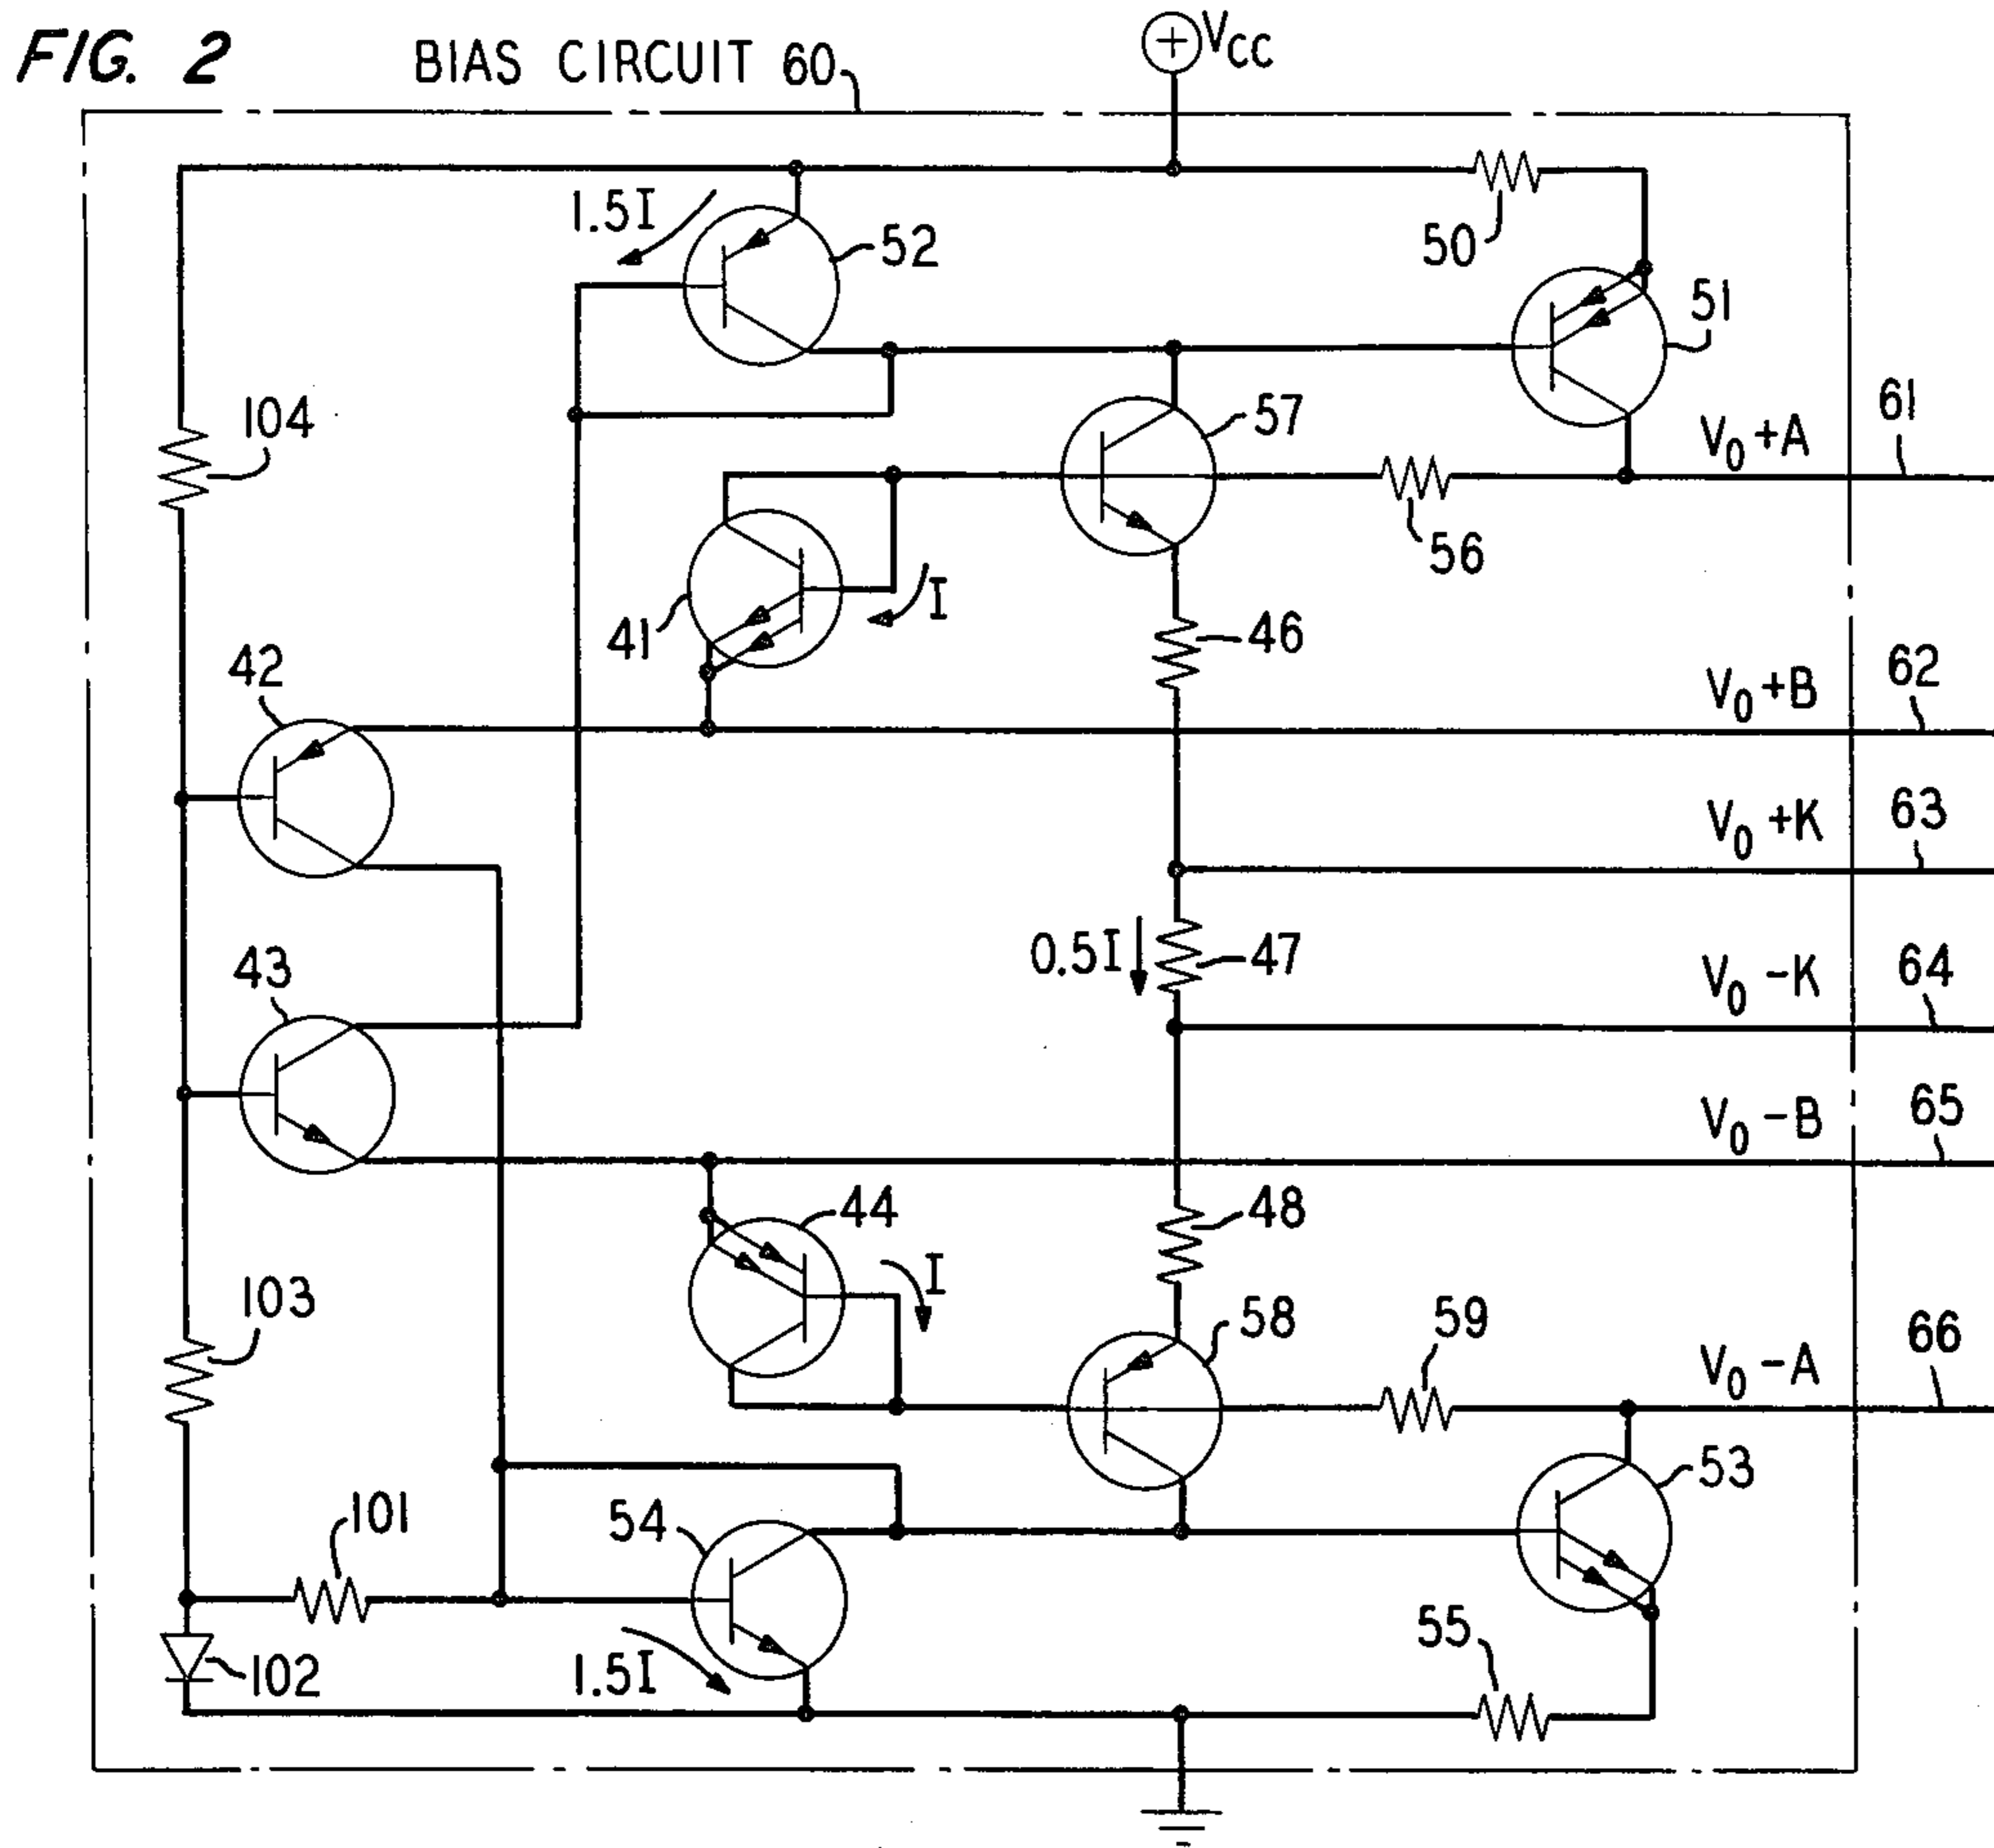 FIG. 2
BIAS CIRCUIT 60
+ VCC
1.5I
52
50
51
104
57
V0+A
61
56
41
I
46
42
V0+B
62
V0+K
63
43
0.5I
47
V0-K
64
V0-B
65
44
I
48
103
58
59
V0-A
66
101
54
53
102
1.5I
55